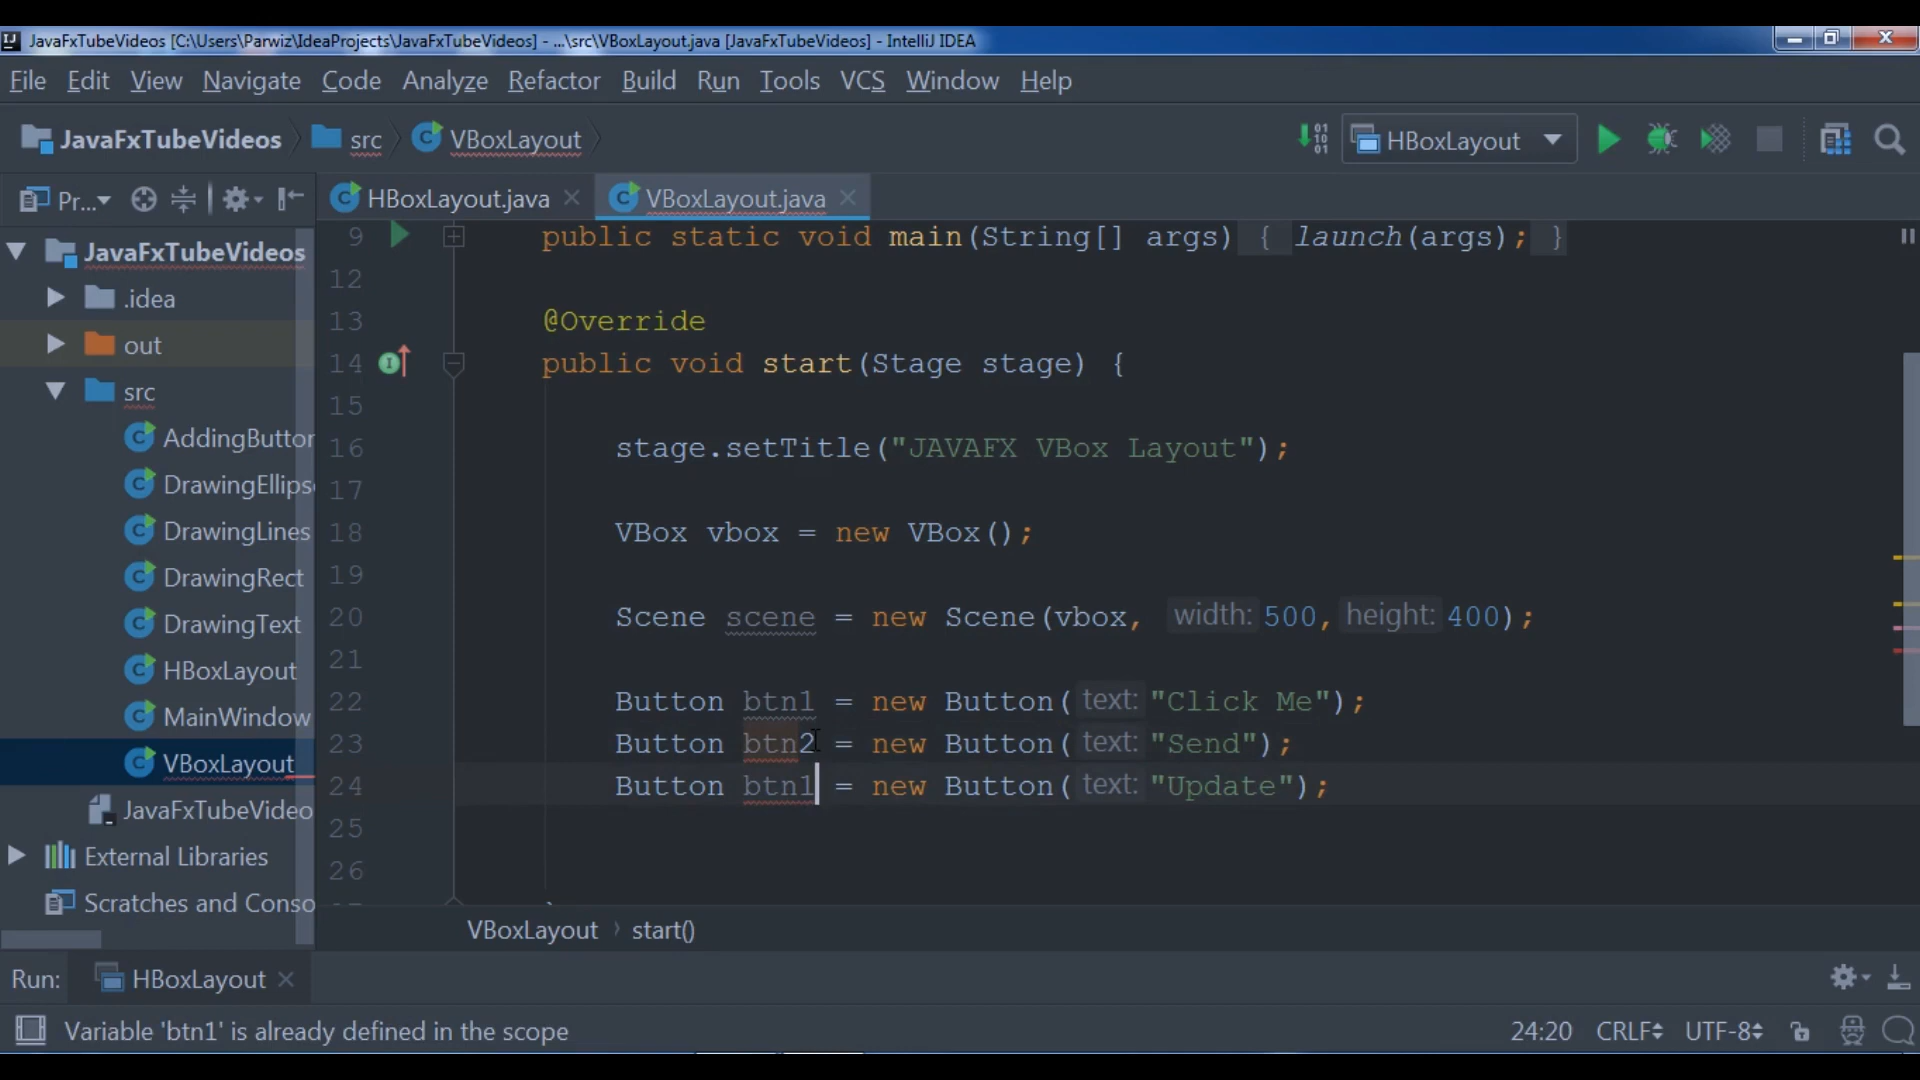 JavaFxTubeVideos [C:\Users\Parwiz\IdeaProjects\JavaFxTubeVideos] - ...\src\VBoxLayout.java [JavaFxTubeVideos] - IntelliJ IDEA
File Edit View Navigate Code Analyze Refactor Build Run Tools VCS Window Help
JavaFxTubeVideos src VBoxLayout HBoxLayout
Pr... HBoxLayout.java VBoxLayout.java
JavaFxTubeVideos
.idea
out
src
AddingButton
DrawingEllips
DrawingLines
DrawingRect
DrawingText
HBoxLayout
MainWindow
VBoxLayout
JavaFxTubeVideo
External Libraries
Scratches and Conso
9 public static void main(String[] args) { launch(args); }
12
13 @Override
14 public void start(Stage stage) {
15
16 stage.setTitle("JAVAFX VBox Layout");
17
18 VBox vbox = new VBox();
19
20 Scene scene = new Scene(vbox, width: 500, height: 400);
21
22 Button btn1 = new Button( text: "Click Me");
23 Button btn2 = new Button( text: "Send");
24 Button btn1 = new Button( text: "Update");
25
26
VBoxLayout start()
Run: HBoxLayout
Variable 'btn1' is already defined in the scope 24:20 CRLF UTF-8